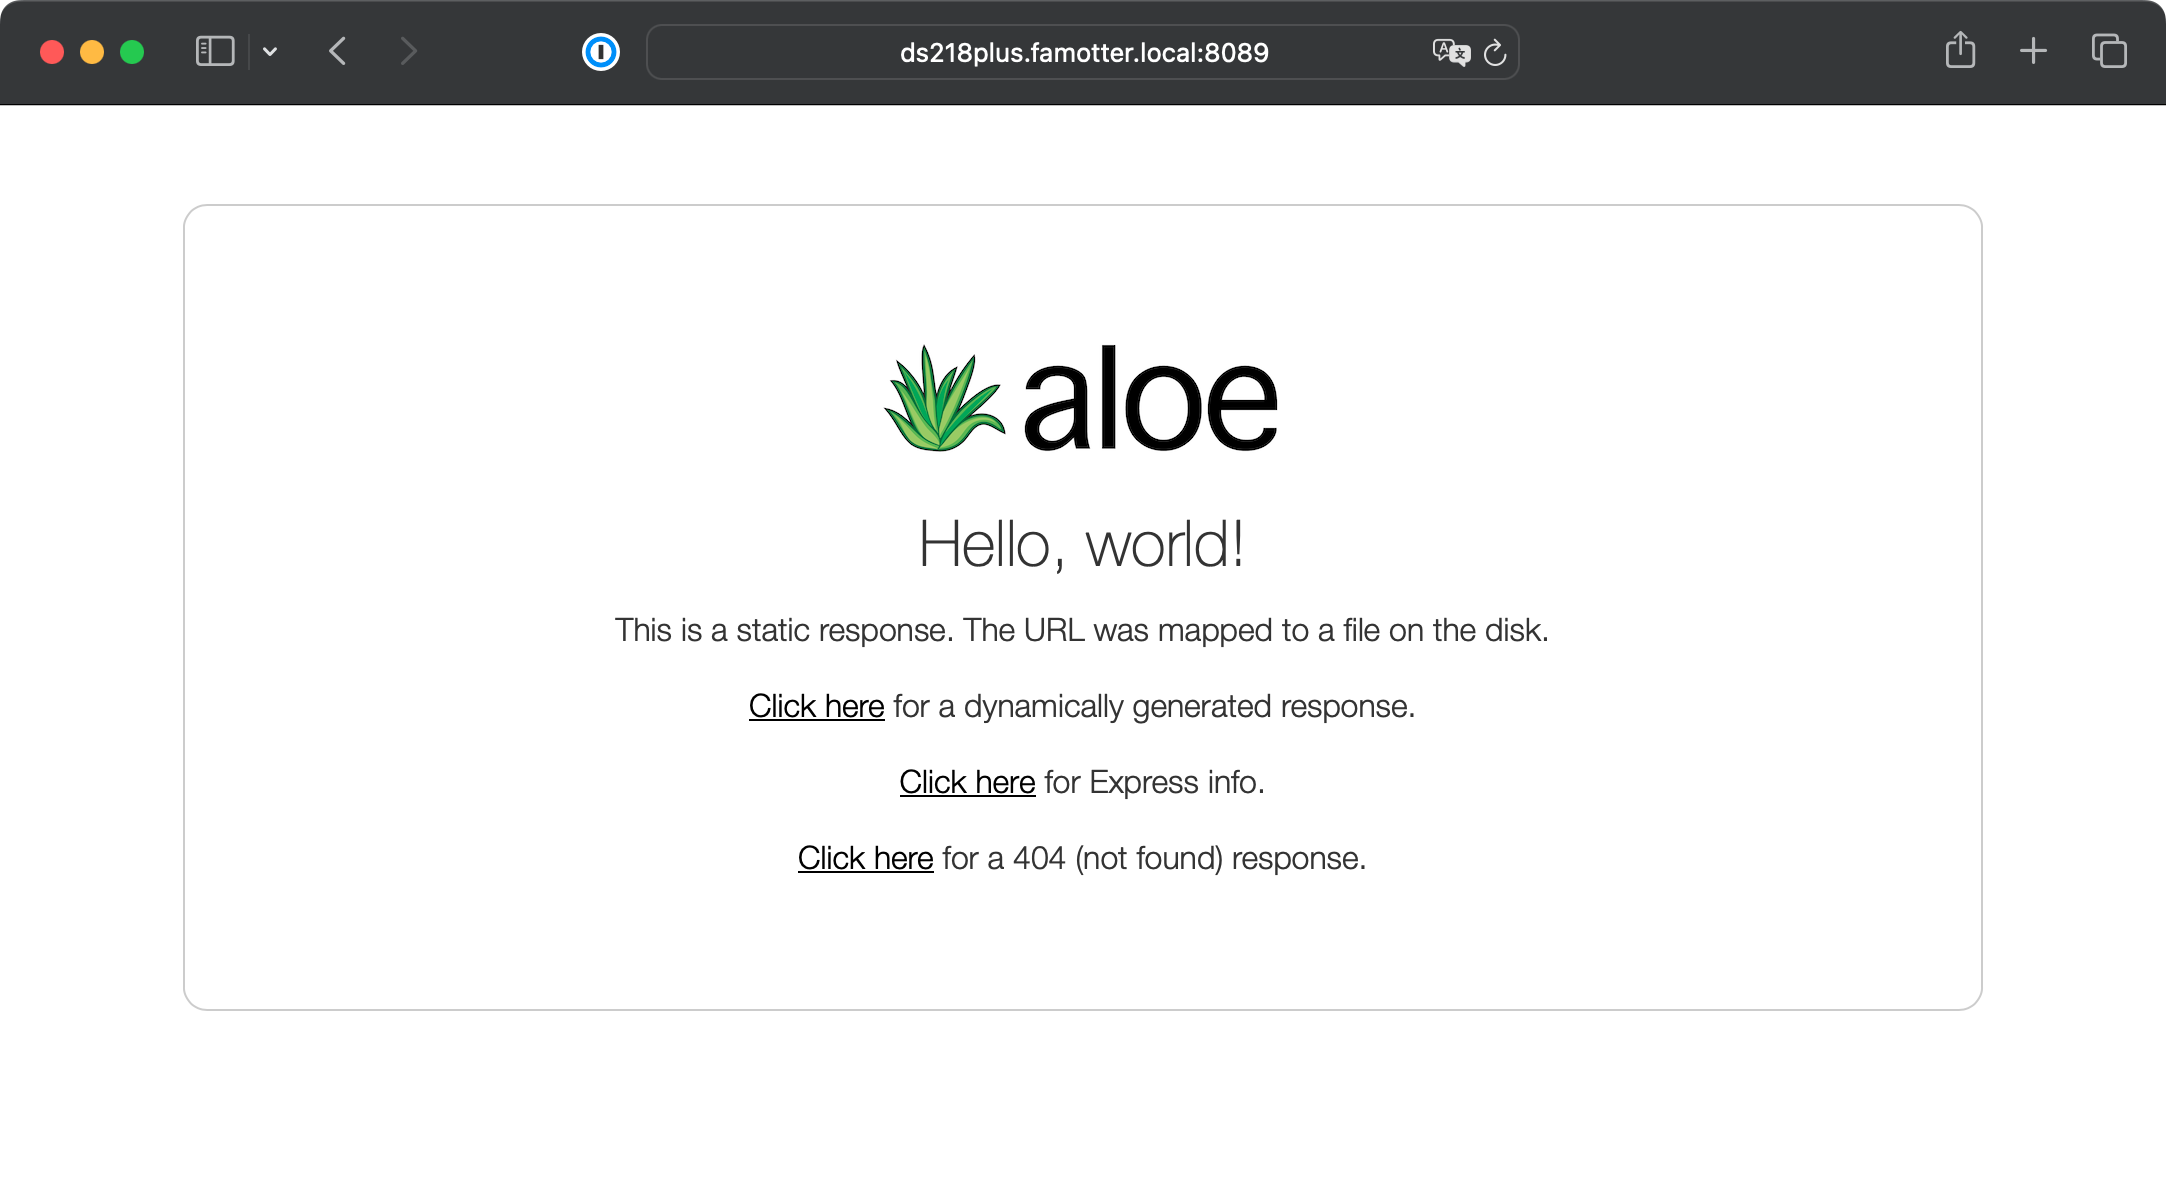 ds218plus.famotter.local:8089
aloe
Hello, world!
This is a static response. The URL was mapped to a file on the disk.
Click here for a dynamically generated response.
Click here for Express info.
Click here for a 404 (not found) response.